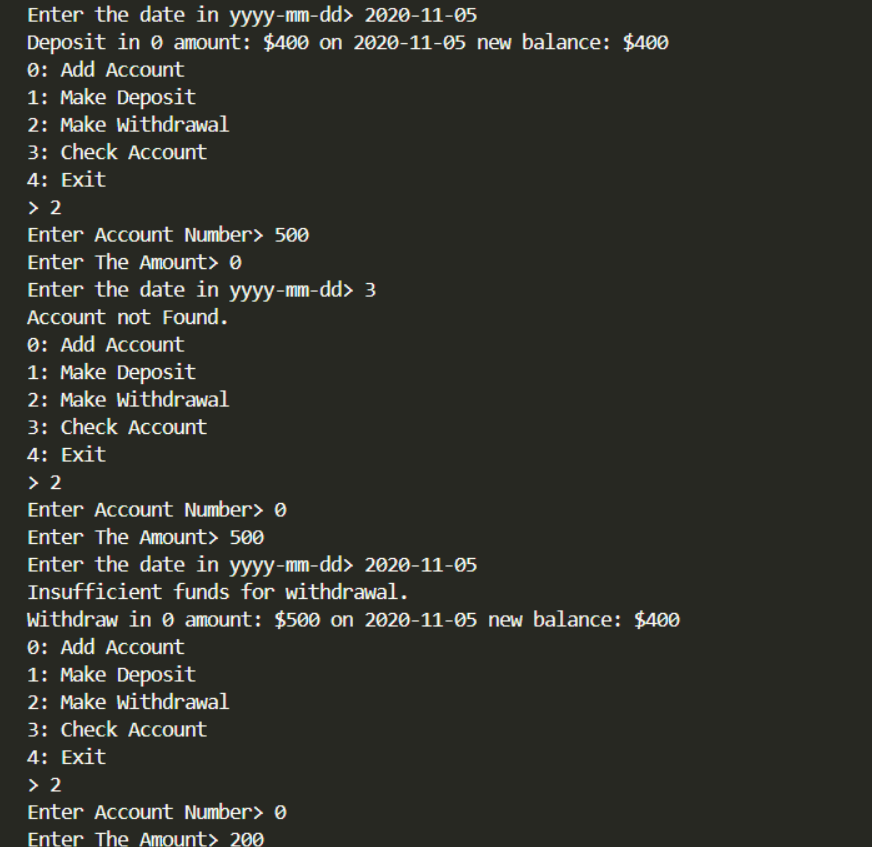 Enter the date in yyyy-mm-dd> 2020-11-05
Deposit in 0 amount: $400 on 2020-11-05 new balance: $400
0: Add Account
1: Make Deposit
2: Make Withdrawal
3: Check Account
4: Exit
> 2
Enter Account Number> 500
Enter The Amount> 0
Enter the date in yyyy-mm-dd> 3
Account not Found.
0: Add Account
1: Make Deposit
2: Make Withdrawal
3: Check Account
4: Exit
> 2
Enter Account Number> 0
Enter The Amount> 500
Enter the date in yyyy-mm-dd> 2020-11-05
Insufficient funds for withdrawal.
Withdraw in 0 amount: $500 on 2020-11-05 new balance: $400
0: Add Account
1: Make Deposit
2: Make Withdrawal
3: Check Account
4: Exit
> 2
Enter Account Number> 0
Enter The Amount> 200